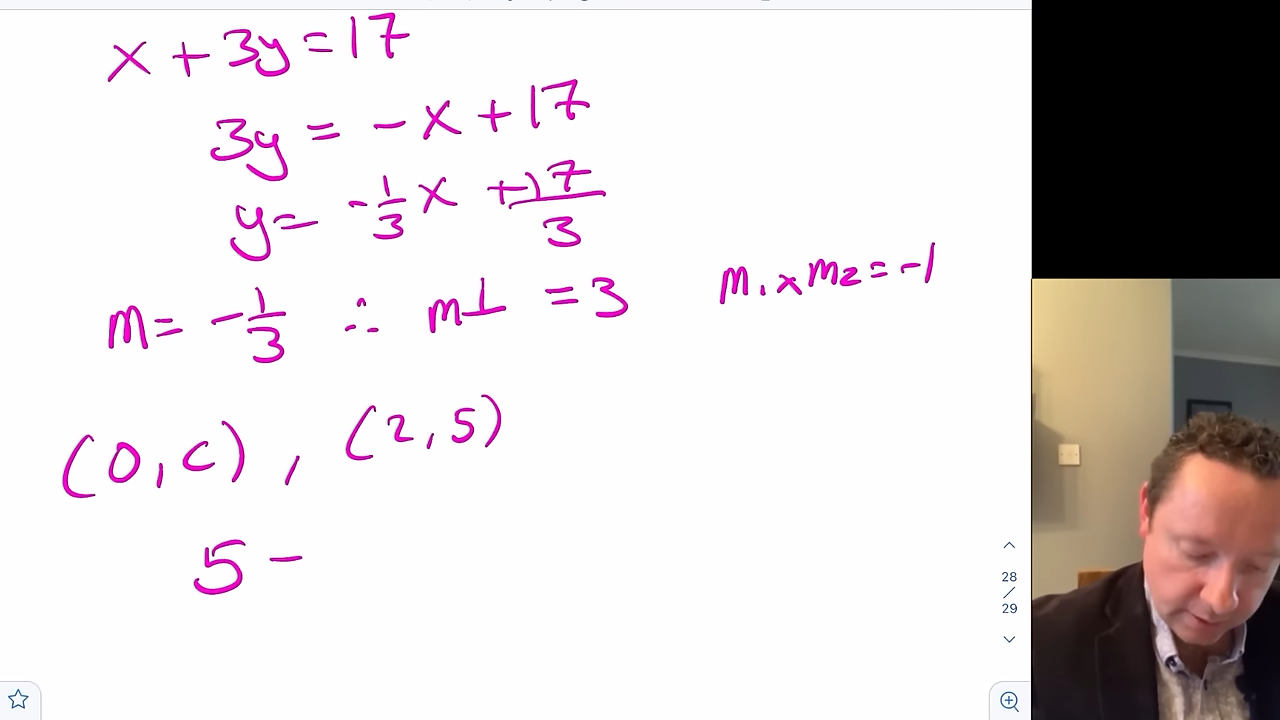 x + 3y = 17
3y = -x + 17
y = -1/3 x + 17/3
m = -1/3 ∴ m⊥ = 3
m₁ x m₂ = -1
(0, c) , (2, 5)
5 -
28
/
29